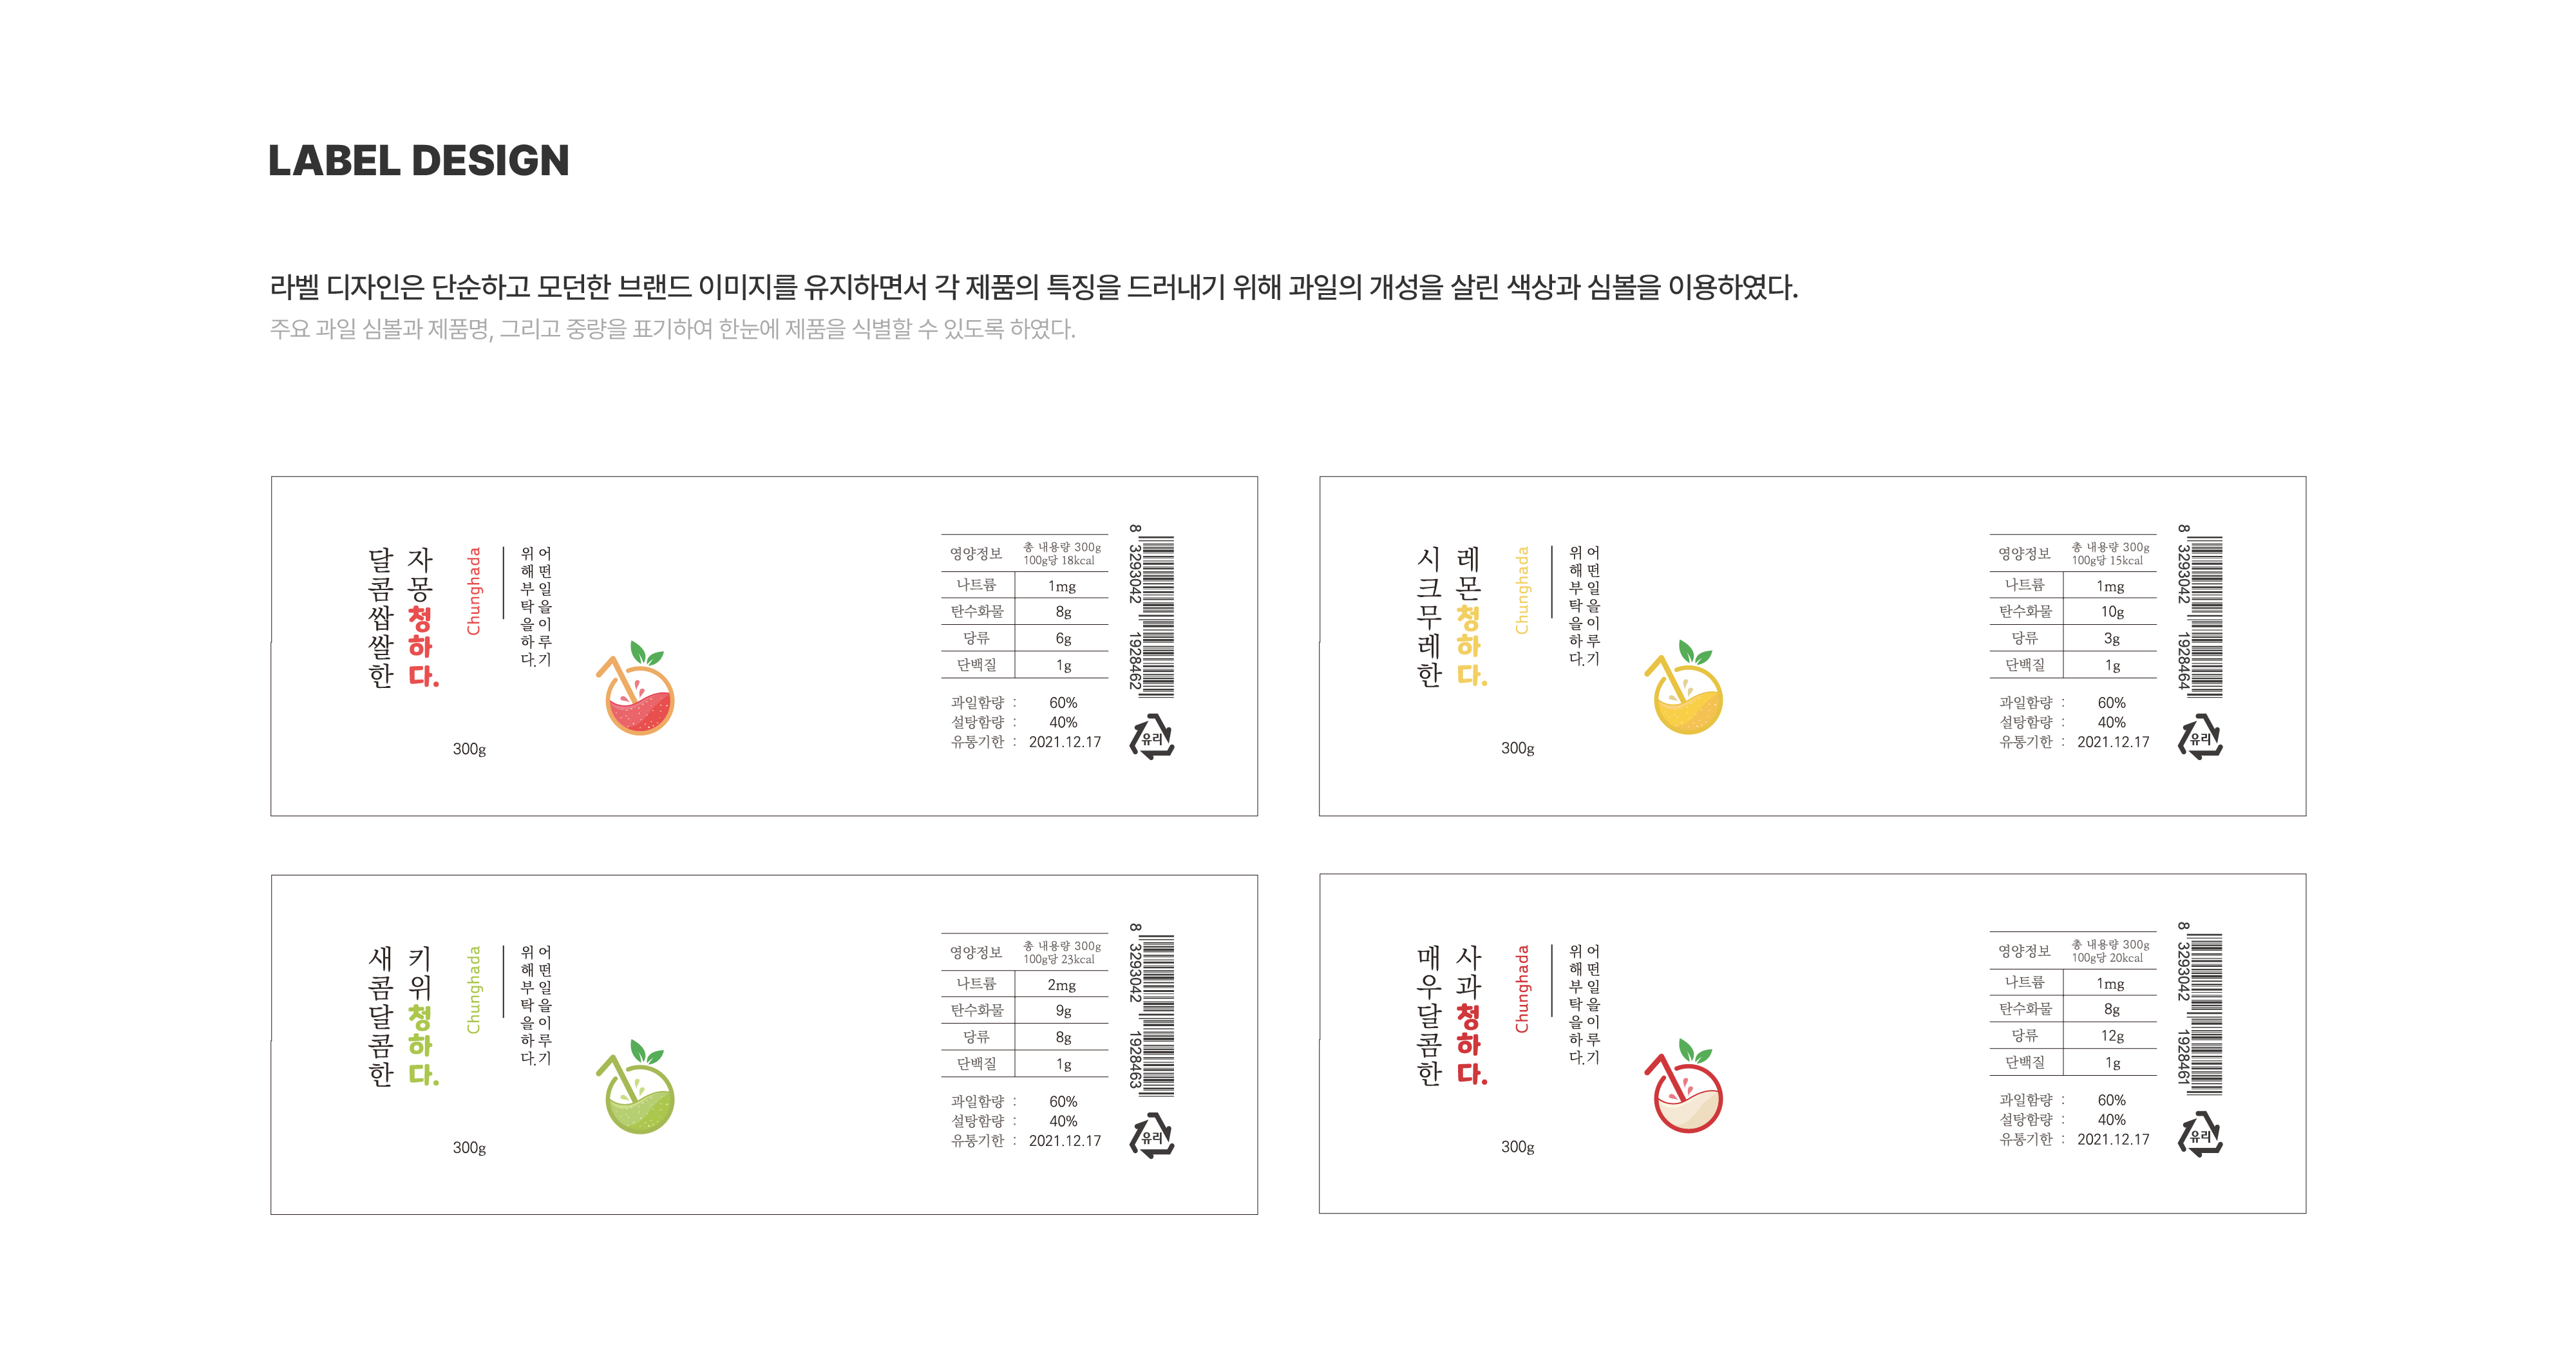 LABEL DESIGN
라벨 디자인은 단순하고 모던한 브랜드 이미지를 유지하면서 각 제품의 특징을 드러내기 위해 과일의 개성을 살린 색상과 심볼을 이용하였다.
주요 과일 심볼과 제품명, 그리고 중량을 표기하여 한눈에 제품을 식별할 수 있도록 하였다.
달콤쌉쌀한
자몽청하다.
Chunghada
어떤일을이루기
위해부탁을하다.
300g
영양정보 총 내용량 300g
100g당 18kcal
나트륨 1mg
탄수화물 8g
당류 6g
단백질 1g
과일함량 : 60%
설탕함량 : 40%
유통기한 : 2021.12.17
8 3293042 1928462
유리
시크무레한
레몬청하다.
Chunghada
어떤일을이루기
위해부탁을하다.
300g
영양정보 총 내용량 300g
100g당 15kcal
나트륨 1mg
탄수화물 10g
당류 3g
단백질 1g
과일함량 : 60%
설탕함량 : 40%
유통기한 : 2021.12.17
8 3293042 1928464
유리
새콤달콤한
키위청하다.
Chunghada
어떤일을이루기
위해부탁을하다.
300g
영양정보 총 내용량 300g
100g당 23kcal
나트륨 2mg
탄수화물 9g
당류 8g
단백질 1g
과일함량 : 60%
설탕함량 : 40%
유통기한 : 2021.12.17
8 3293042 1928463
유리
매우달콤한
사과청하다.
Chunghada
어떤일을이루기
위해부탁을하다.
300g
영양정보 총 내용량 300g
100g당 20kcal
나트륨 1mg
탄수화물 8g
당류 12g
단백질 1g
과일함량 : 60%
설탕함량 : 40%
유통기한 : 2021.12.17
8 3293042 1928461
유리